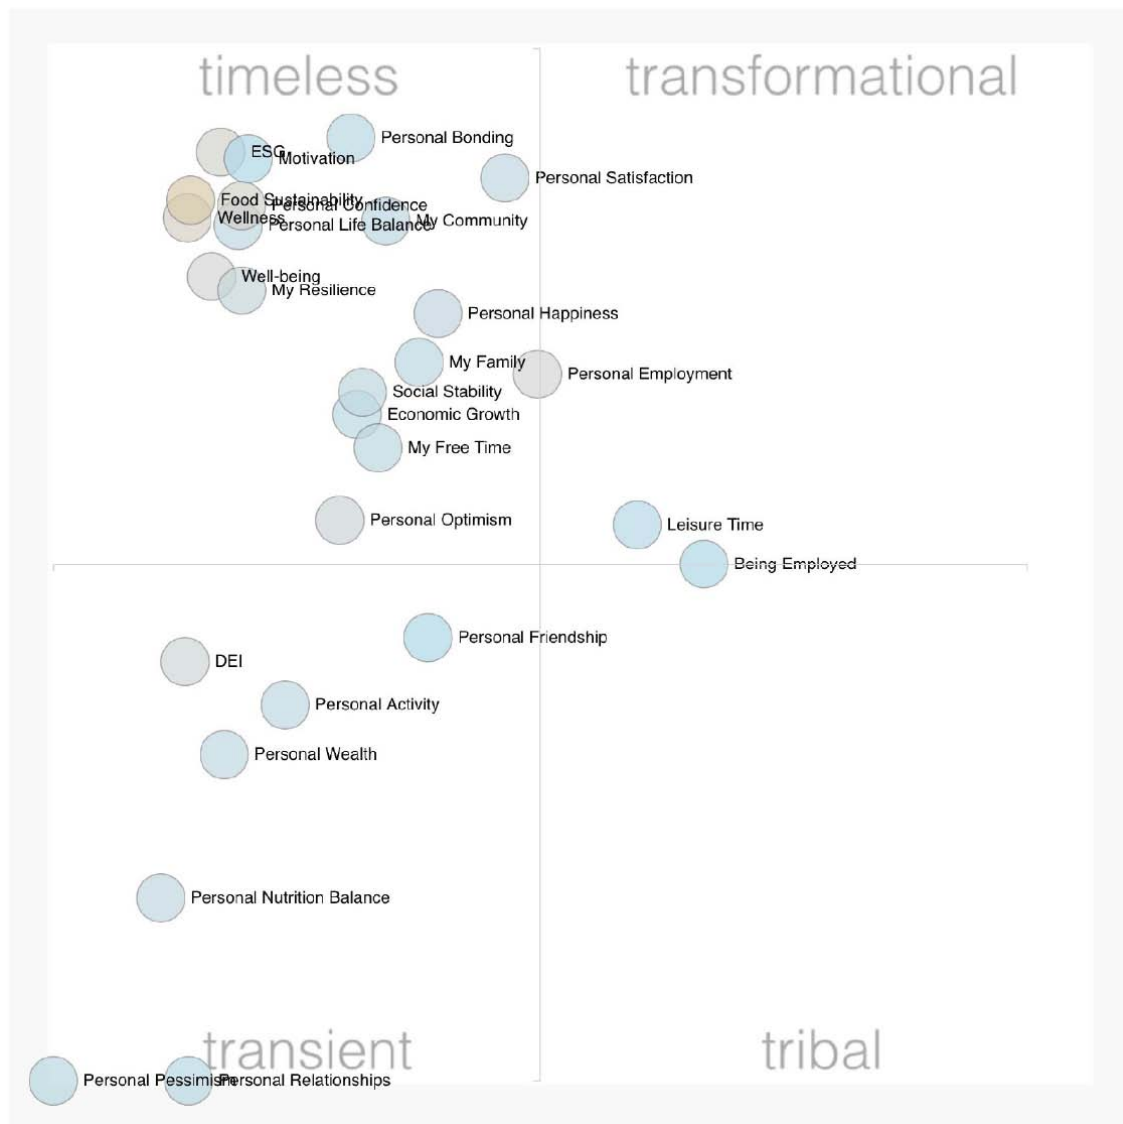 timeless
transformational
Personal Bonding
ESG
Motivation
Personal Satisfaction
Food Sustainability
Personal Confidence
Wellness
My Community
Personal Life Balance
Well-being
My Resilience
Personal Happiness
My Family
Personal Employment
Social Stability
Economic Growth
My Free Time
Personal Optimism
Leisure Time
Being Employed
Personal Friendship
DEI
Personal Activity
Personal Wealth
Personal Nutrition Balance
transient
tribal
Personal Pessimism
Personal Relationships